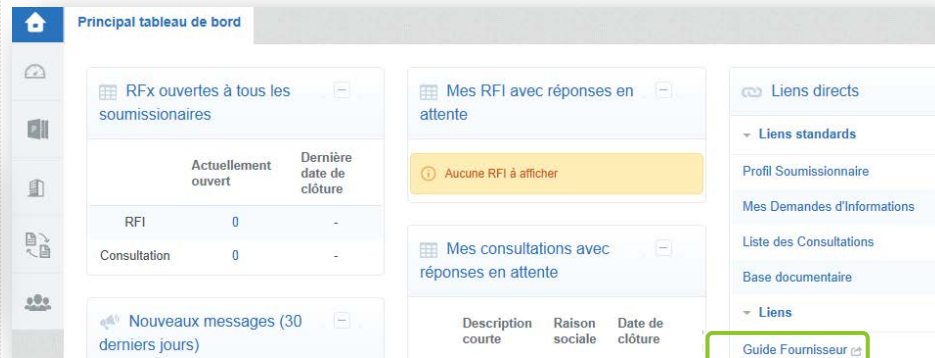 Principal tableau de bord
RFx ouvertes à tous les
soumissionaires
Actuellement
ouvert
Dernière
date de
clôture
RFI 0 -
Consultation 0 -
Nouveaux messages (30
derniers jours)
Mes RFI avec réponses en
attente
Aucune RFI à afficher
Mes consultations avec
réponses en attente
Description
courte
Raison
sociale
Date de
clôture
Liens directs
Liens standards
Profil Soumissionnaire
Mes Demandes d'Informations
Liste des Consultations
Base documentaire
Liens
Guide Fournisseur